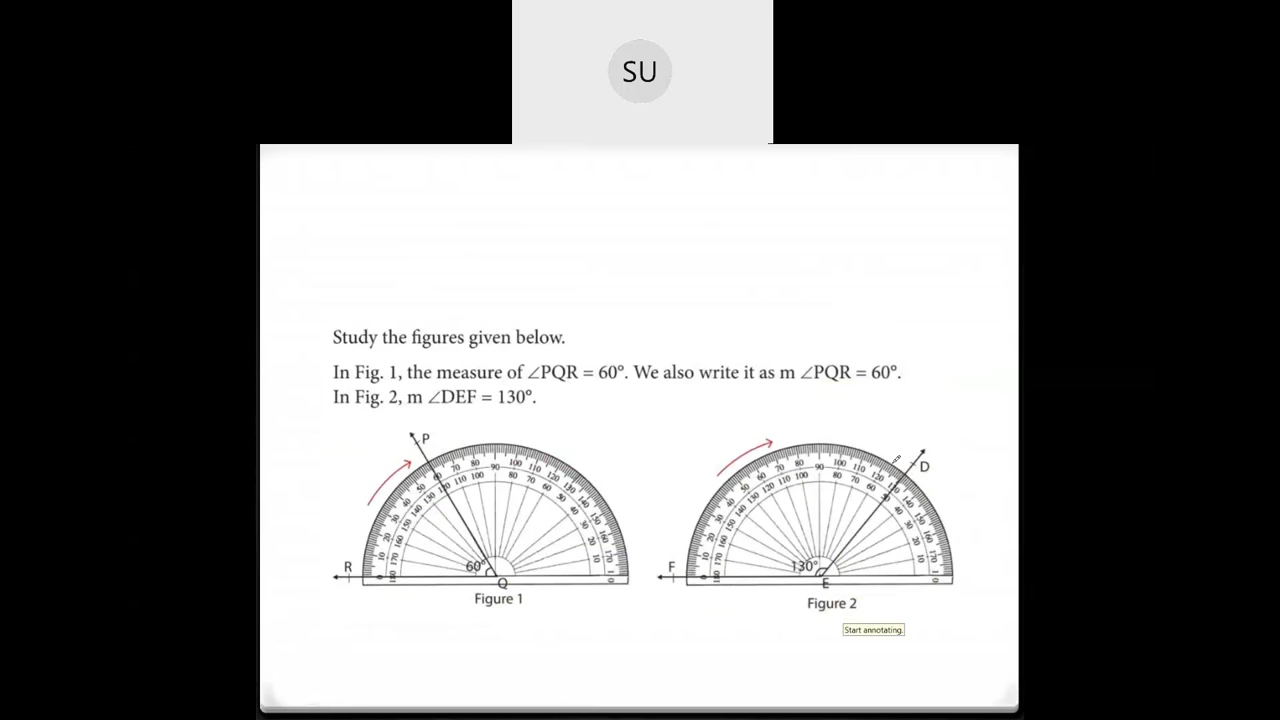 SU
Study the figures given below.
In Fig. 1, the measure of ∠PQR = 60°. We also write it as m ∠PQR = 60°.
In Fig. 2, m ∠DEF = 130°.
P
D
R
60°
Q
F
130°
E
Figure 1
Figure 2
Start annotating.